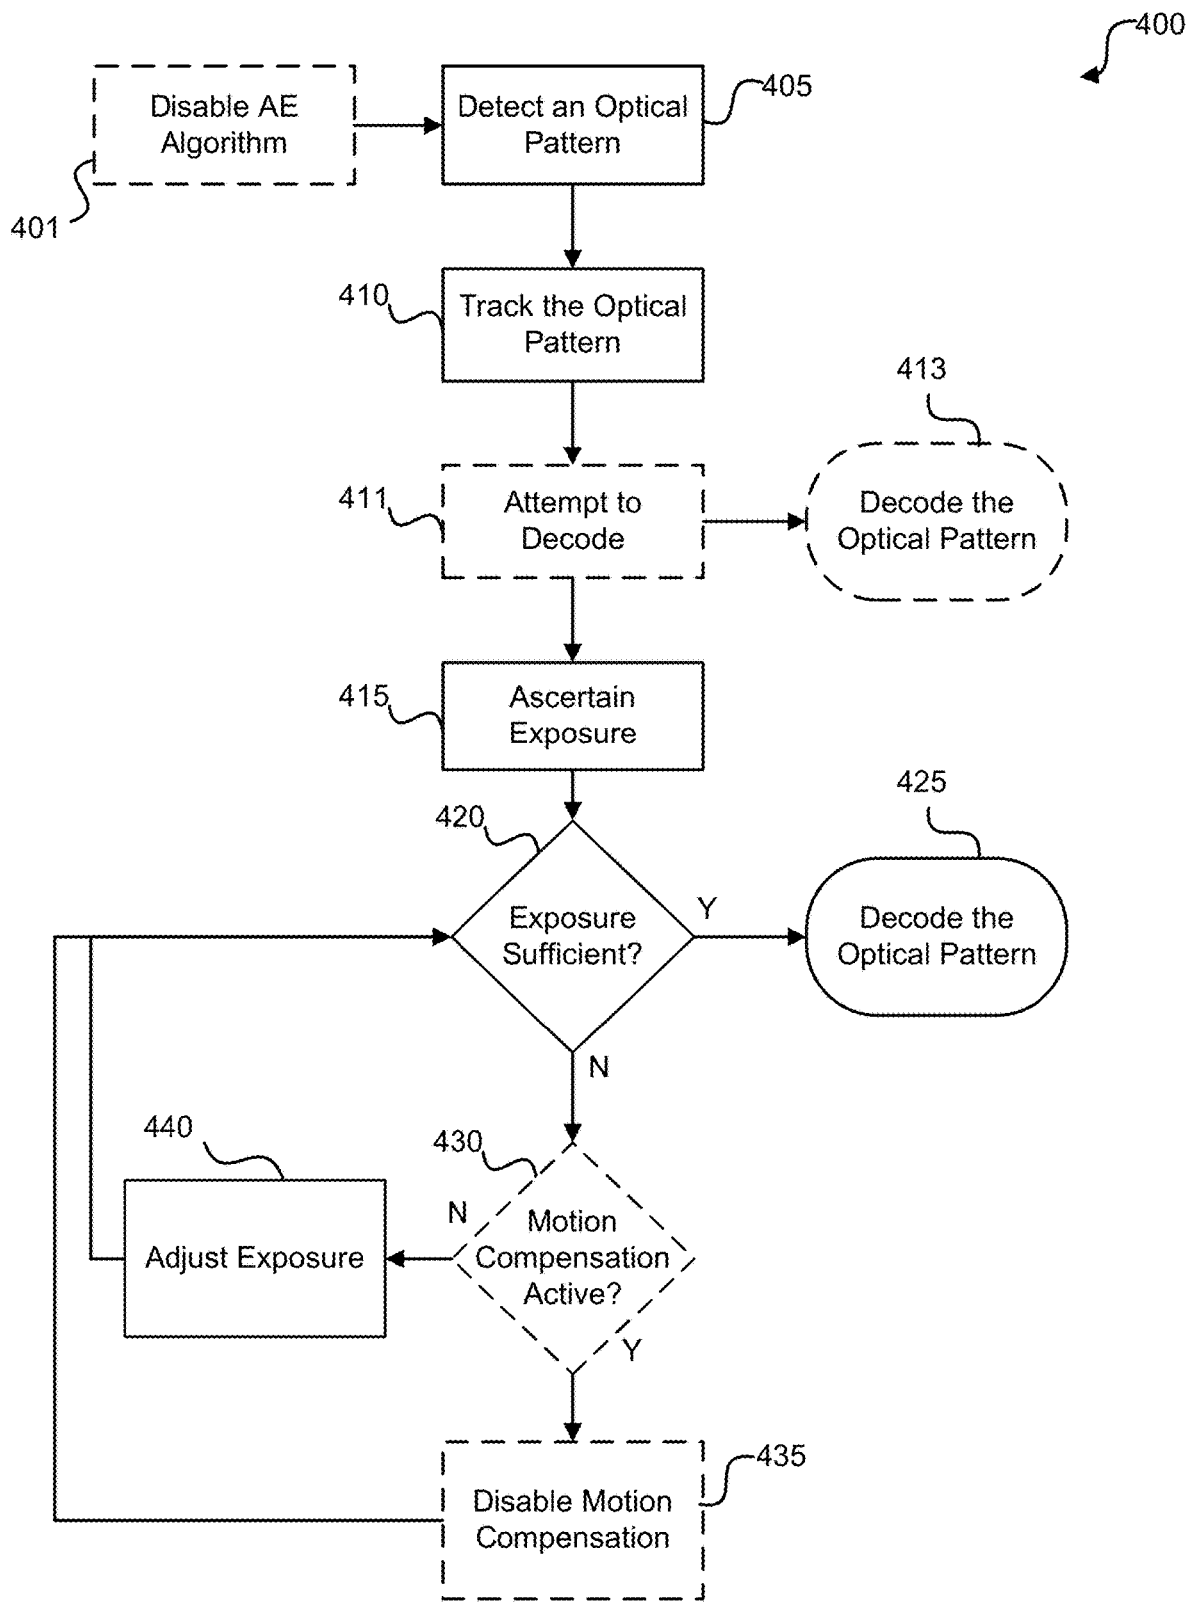 400
Disable AE
Algorithm
401
Detect an Optical
Pattern
405
410
Track the Optical
Pattern
413
411
Attempt to
Decode
Decode the
Optical Pattern
415
Ascertain
Exposure
420
425
Exposure
Sufficient?
Y
Decode the
Optical Pattern
N
440
430
N
Adjust Exposure
Motion
Compensation
Active?
Y
435
Disable Motion
Compensation